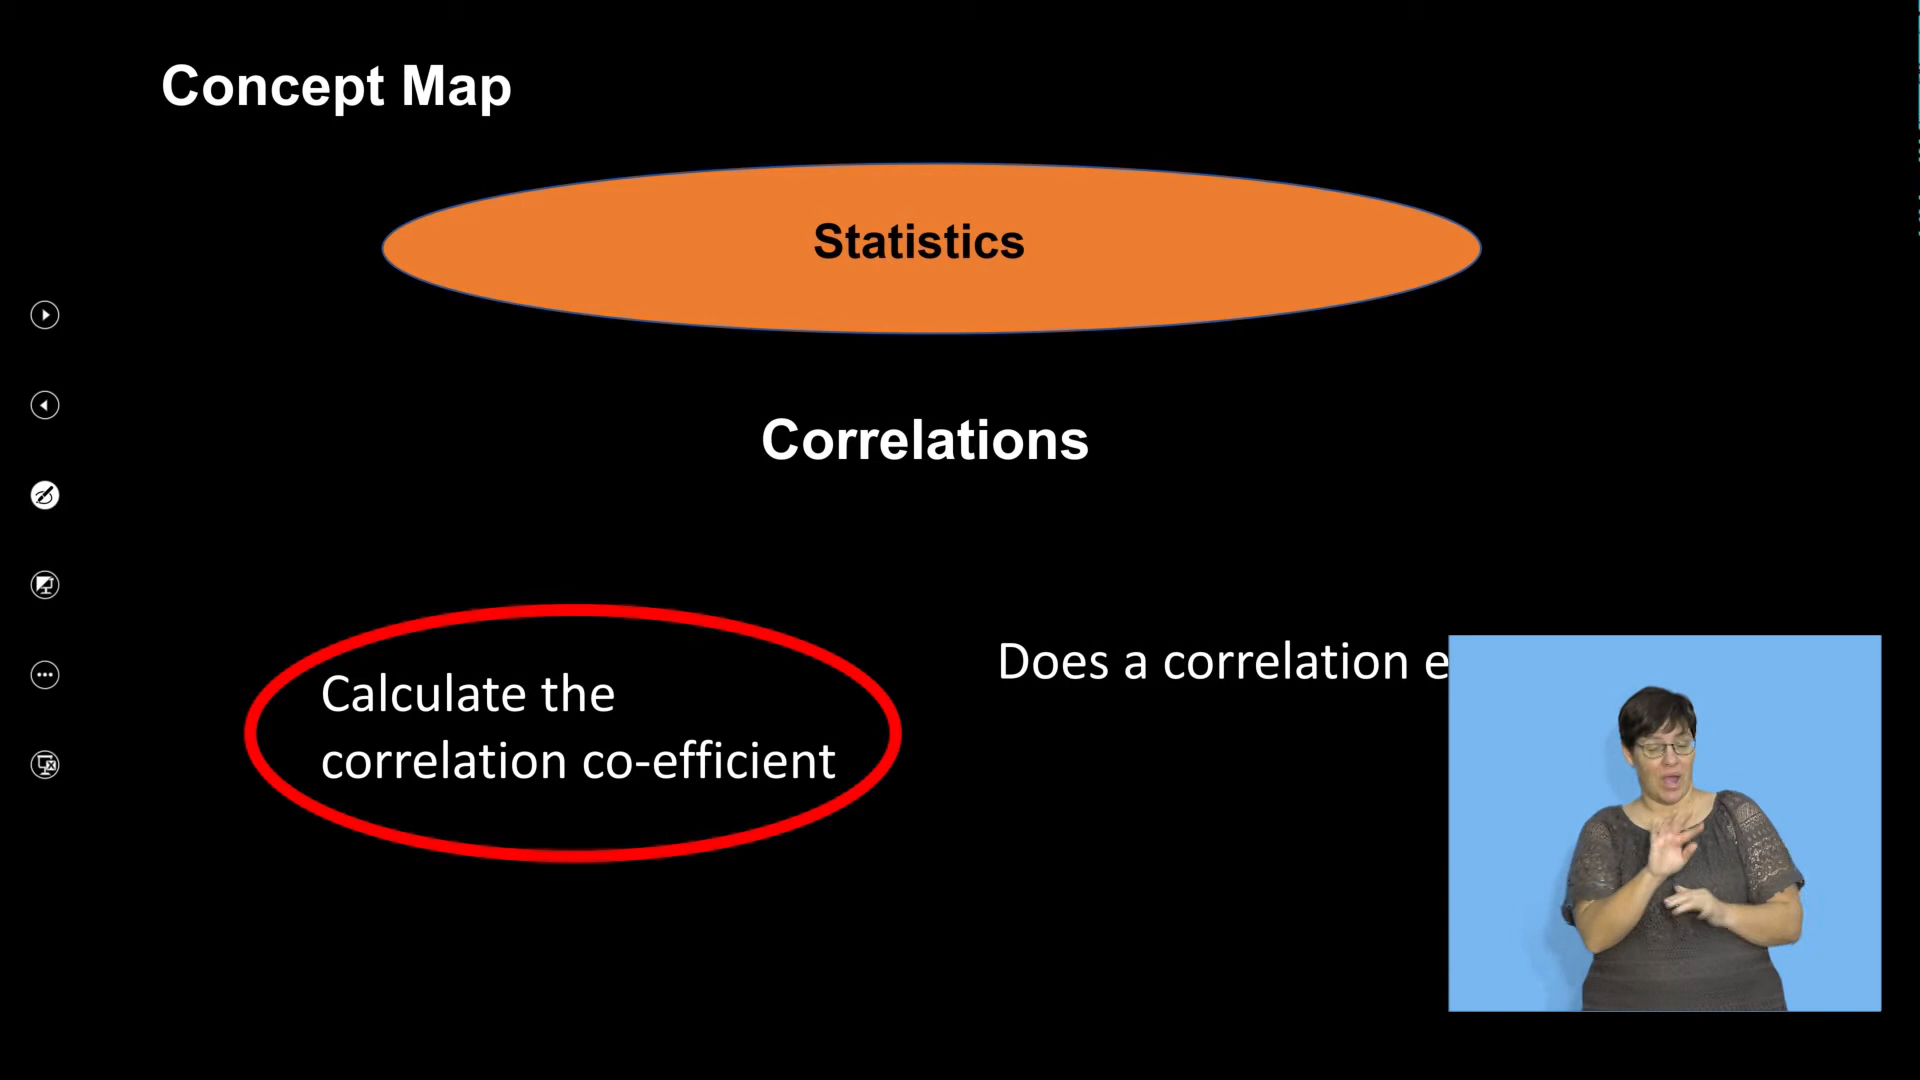 Concept Map
Statistics
Correlations
Calculate the
correlation co-efficient
Does a correlation e